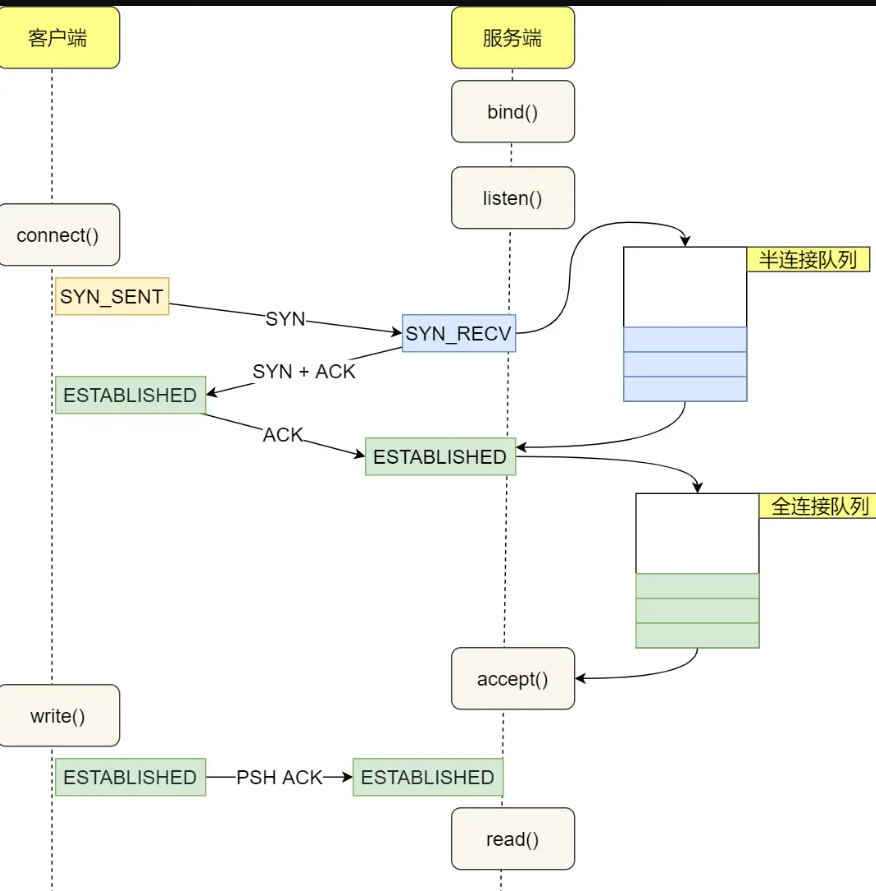 客户端
服务端
bind()
listen()
connect()
半连接队列
SYN_SENT
SYN
SYN_RECV
SYN + ACK
ESTABLISHED
ACK
ESTABLISHED
全连接队列
accept()
write()
ESTABLISHED
PSH ACK
ESTABLISHED
read()